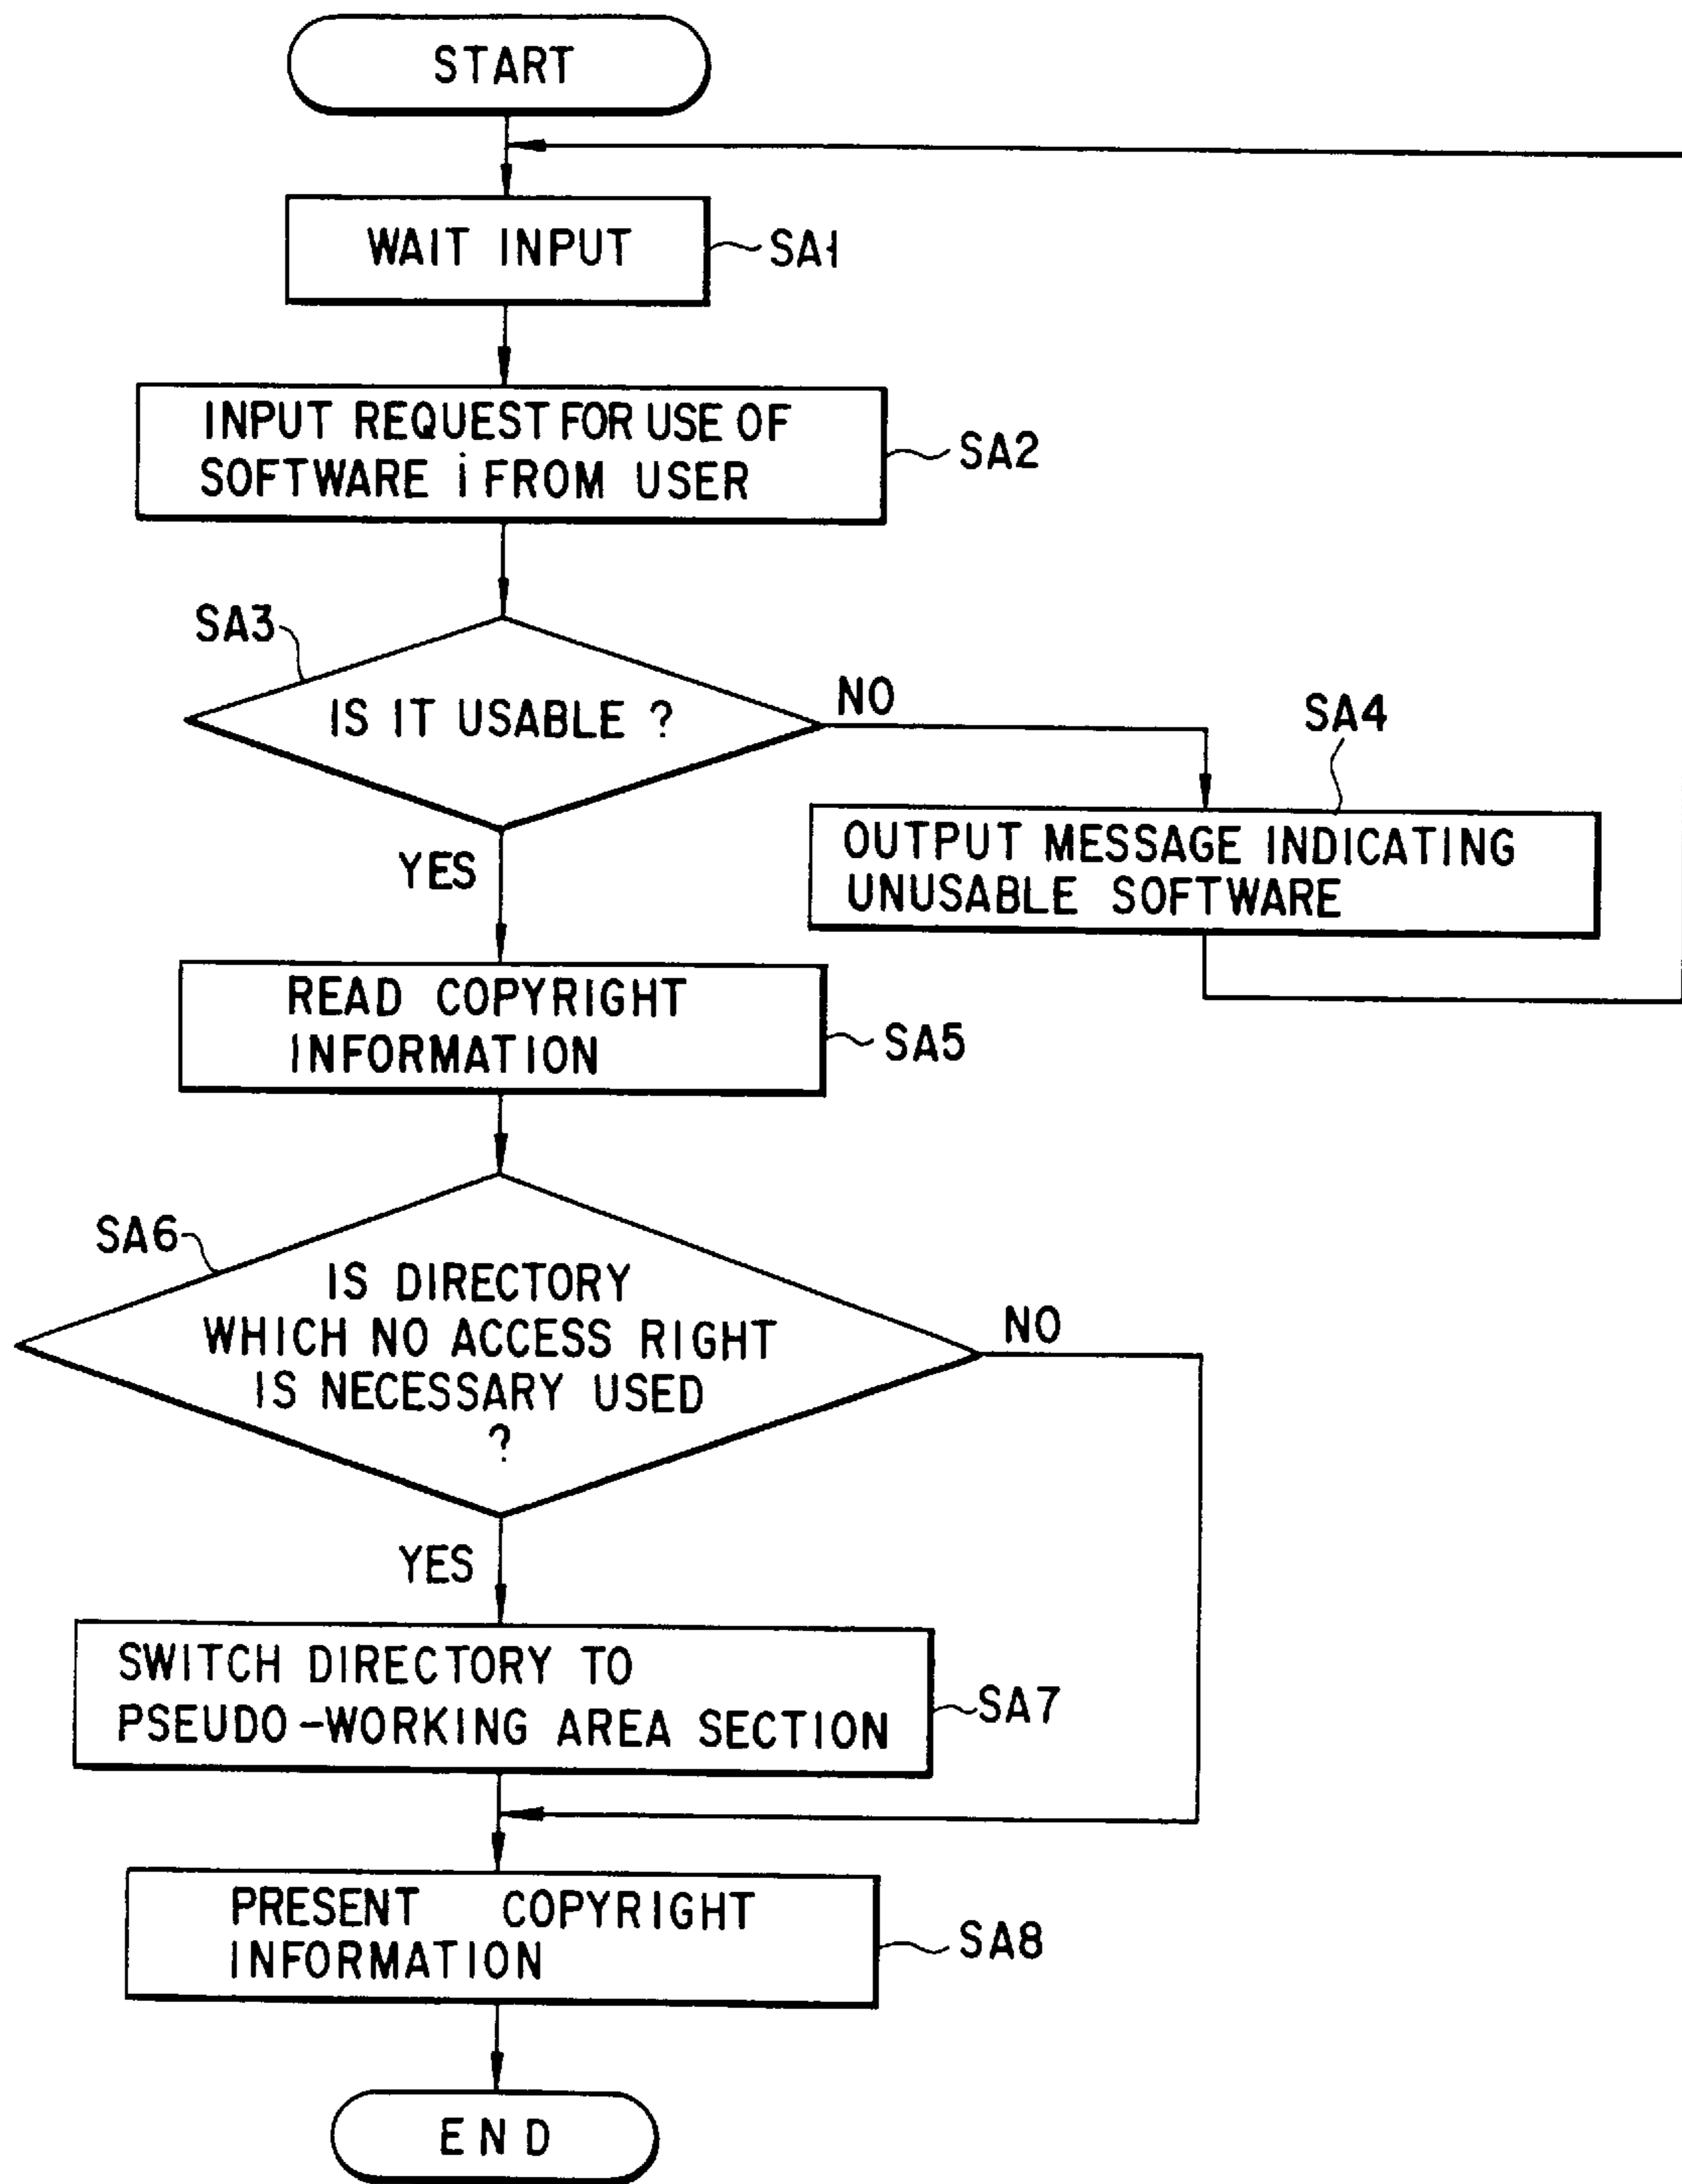 START
WAIT INPUT
SA1
INPUT REQUEST FOR USE OF
SOFTWARE i FROM USER
SA2
SA3
IS IT USABLE ?
NO
YES
SA4
OUTPUT MESSAGE INDICATING
UNUSABLE SOFTWARE
READ COPYRIGHT
INFORMATION
SA5
SA6
IS DIRECTORY
WHICH NO ACCESS RIGHT
IS NECESSARY USED
?
NO
YES
SWITCH DIRECTORY TO
PSEUDO-WORKING AREA SECTION
SA7
PRESENT COPYRIGHT
INFORMATION
SA8
END